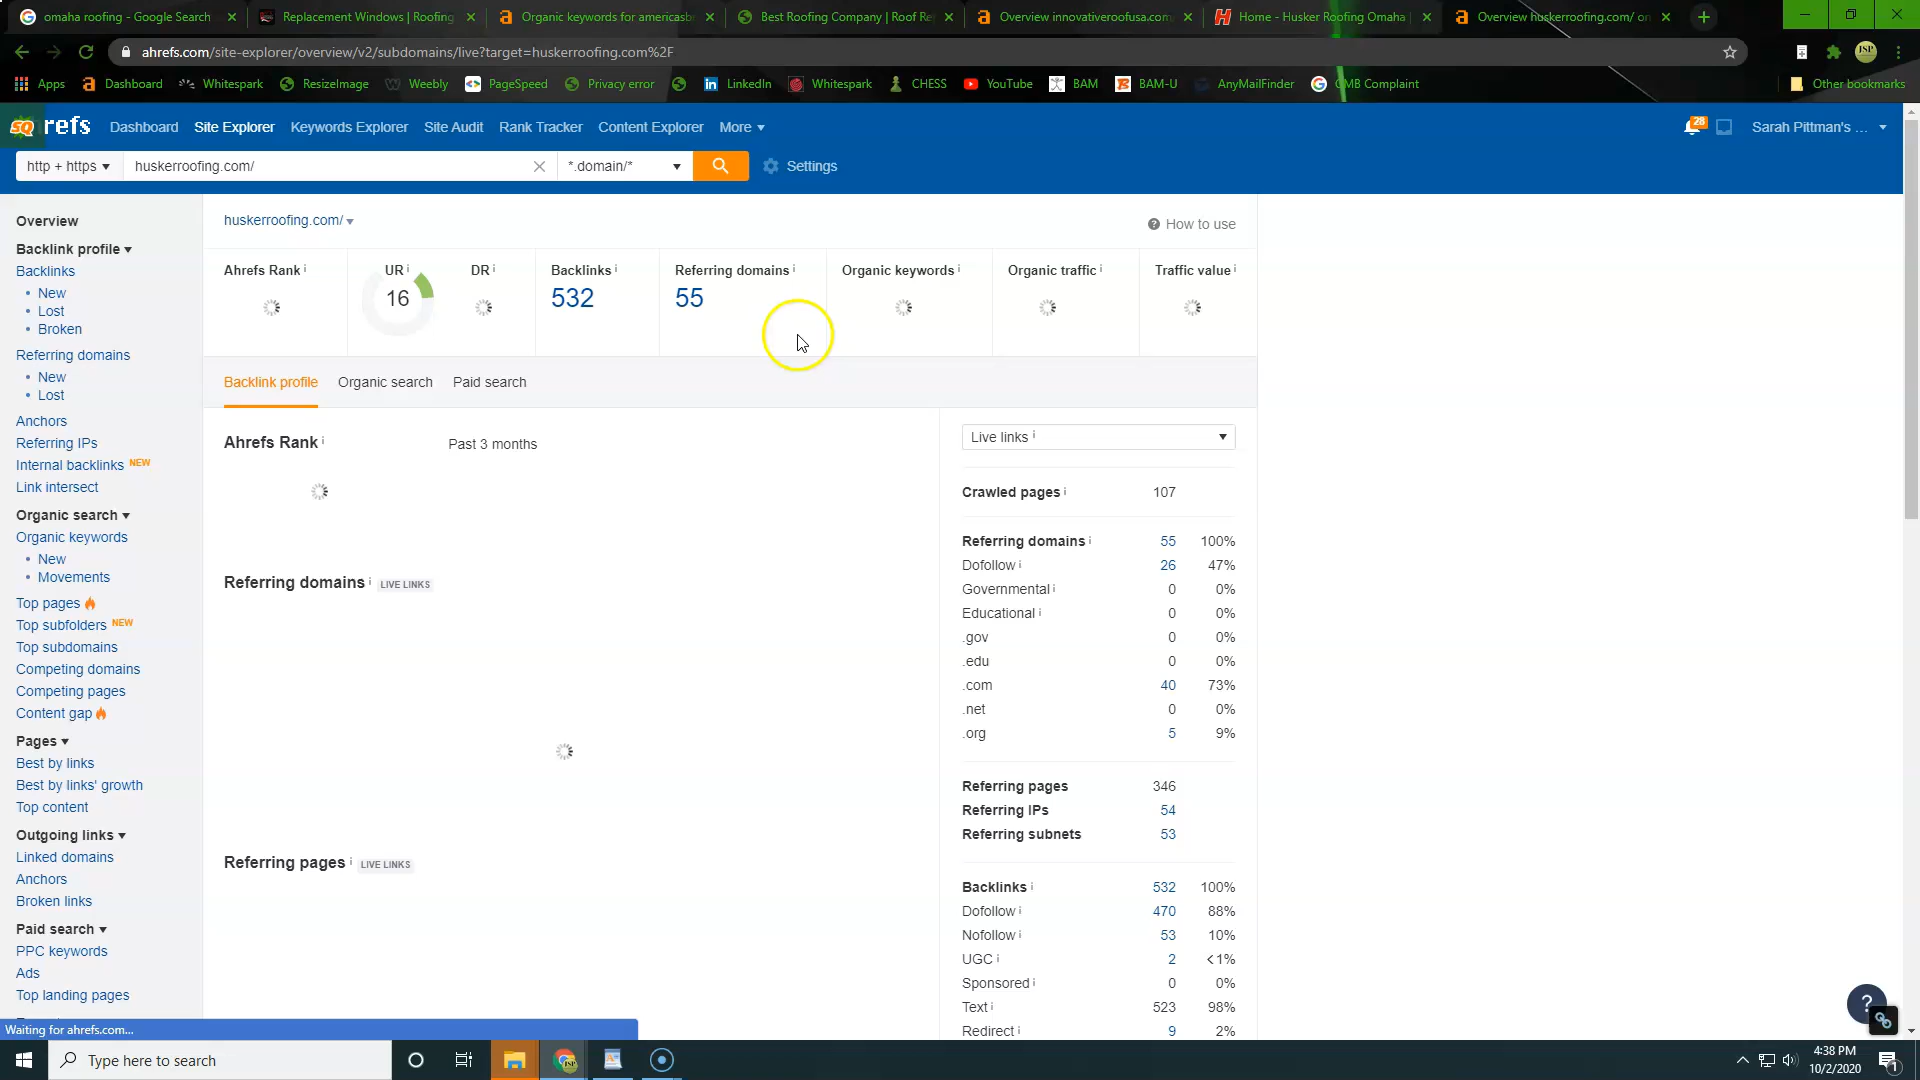 omaha roofing - Google Search
Replacement Windows | Roofing
Organic keywords for americasbr
Best Roofing Company | Roof Re
Overview innovativeroofusa.com
Home - Husker Roofing Omaha |
Overview huskerroofing.com/ on
ahrefs.com/site-explorer/overview/v2/subdomains/live?target=huskerroofing.com%2F
JSP
Apps
Dashboard
Whitespark
ResizeImage
Weebly
PageSpeed
Privacy error
LinkedIn
Whitespark
CHESS
YouTube
BAM
BAM-U
AnyMailFinder
GMB Complaint
Other bookmarks
refs
Dashboard
Site Explorer
Keywords Explorer
Site Audit
Rank Tracker
Content Explorer
More
28
Sarah Pittman's ...
http + https
huskerroofing.com/
*.domain/*
Settings
Overview
Backlink profile
Backlinks
New
Lost
Broken
Referring domains
New
Lost
Anchors
Referring IPs
Internal backlinks NEW
Link intersect
Organic search
Organic keywords
New
Movements
Top pages
Top subfolders NEW
Top subdomains
Competing domains
Competing pages
Content gap
Pages
Best by links
Best by links' growth
Top content
Outgoing links
Linked domains
Anchors
Broken links
Paid search
PPC keywords
Ads
Top landing pages
huskerroofing.com/
How to use
Ahrefs Rank
UR
16
DR
Backlinks
532
Referring domains
55
Organic keywords
Organic traffic
Traffic value
Backlink profile
Organic search
Paid search
Ahrefs Rank
Past 3 months
Referring domains LIVE LINKS
Referring pages LIVE LINKS
Live links
Crawled pages 107
Referring domains 55 100%
Dofollow 26 47%
Governmental 0 0%
Educational 0 0%
.gov 0 0%
.edu 0 0%
.com 40 73%
.net 0 0%
.org 5 9%
Referring pages 346
Referring IPs 54
Referring subnets 53
Backlinks 532 100%
Dofollow 470 88%
Nofollow 53 10%
UGC 2 <1%
Sponsored 0 0%
Text 523 98%
Redirect 9 2%
?
Waiting for ahrefs.com...
Type here to search
4:38 PM
10/2/2020
1